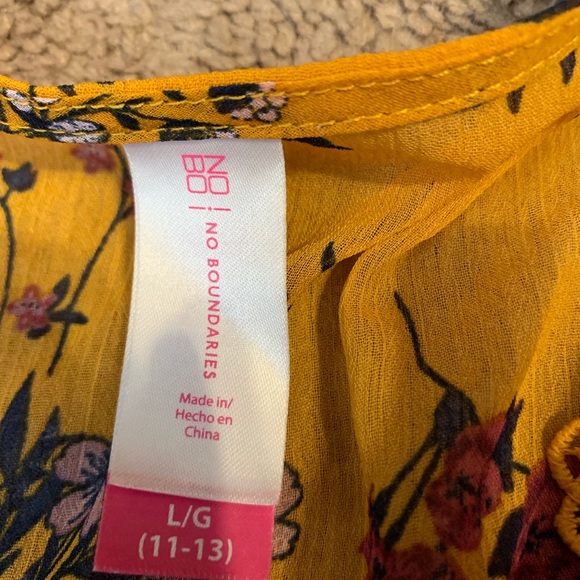 NO!
BO!
NO BOUNDARIES
Made in/
Hecho en
China
L/G
(11-13)